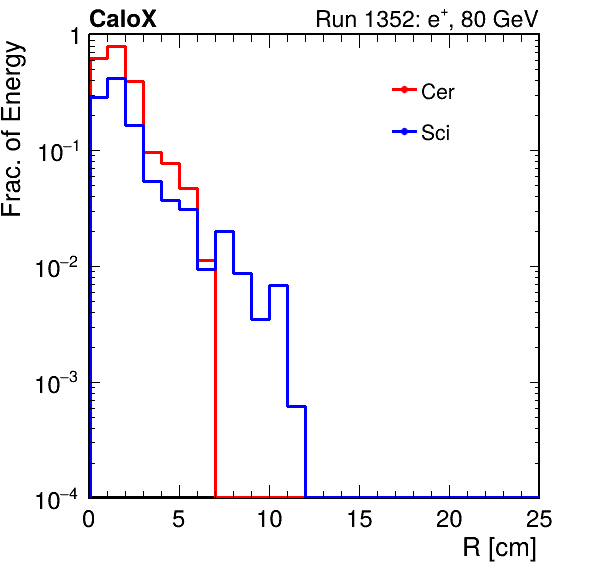 CaloX Run 1352: e⁺, 80 GeV
Frac. of Energy
1
10⁻¹
10⁻²
10⁻³
10⁻⁴
Cer
Sci
0 5 10 15 20 25
R [cm]